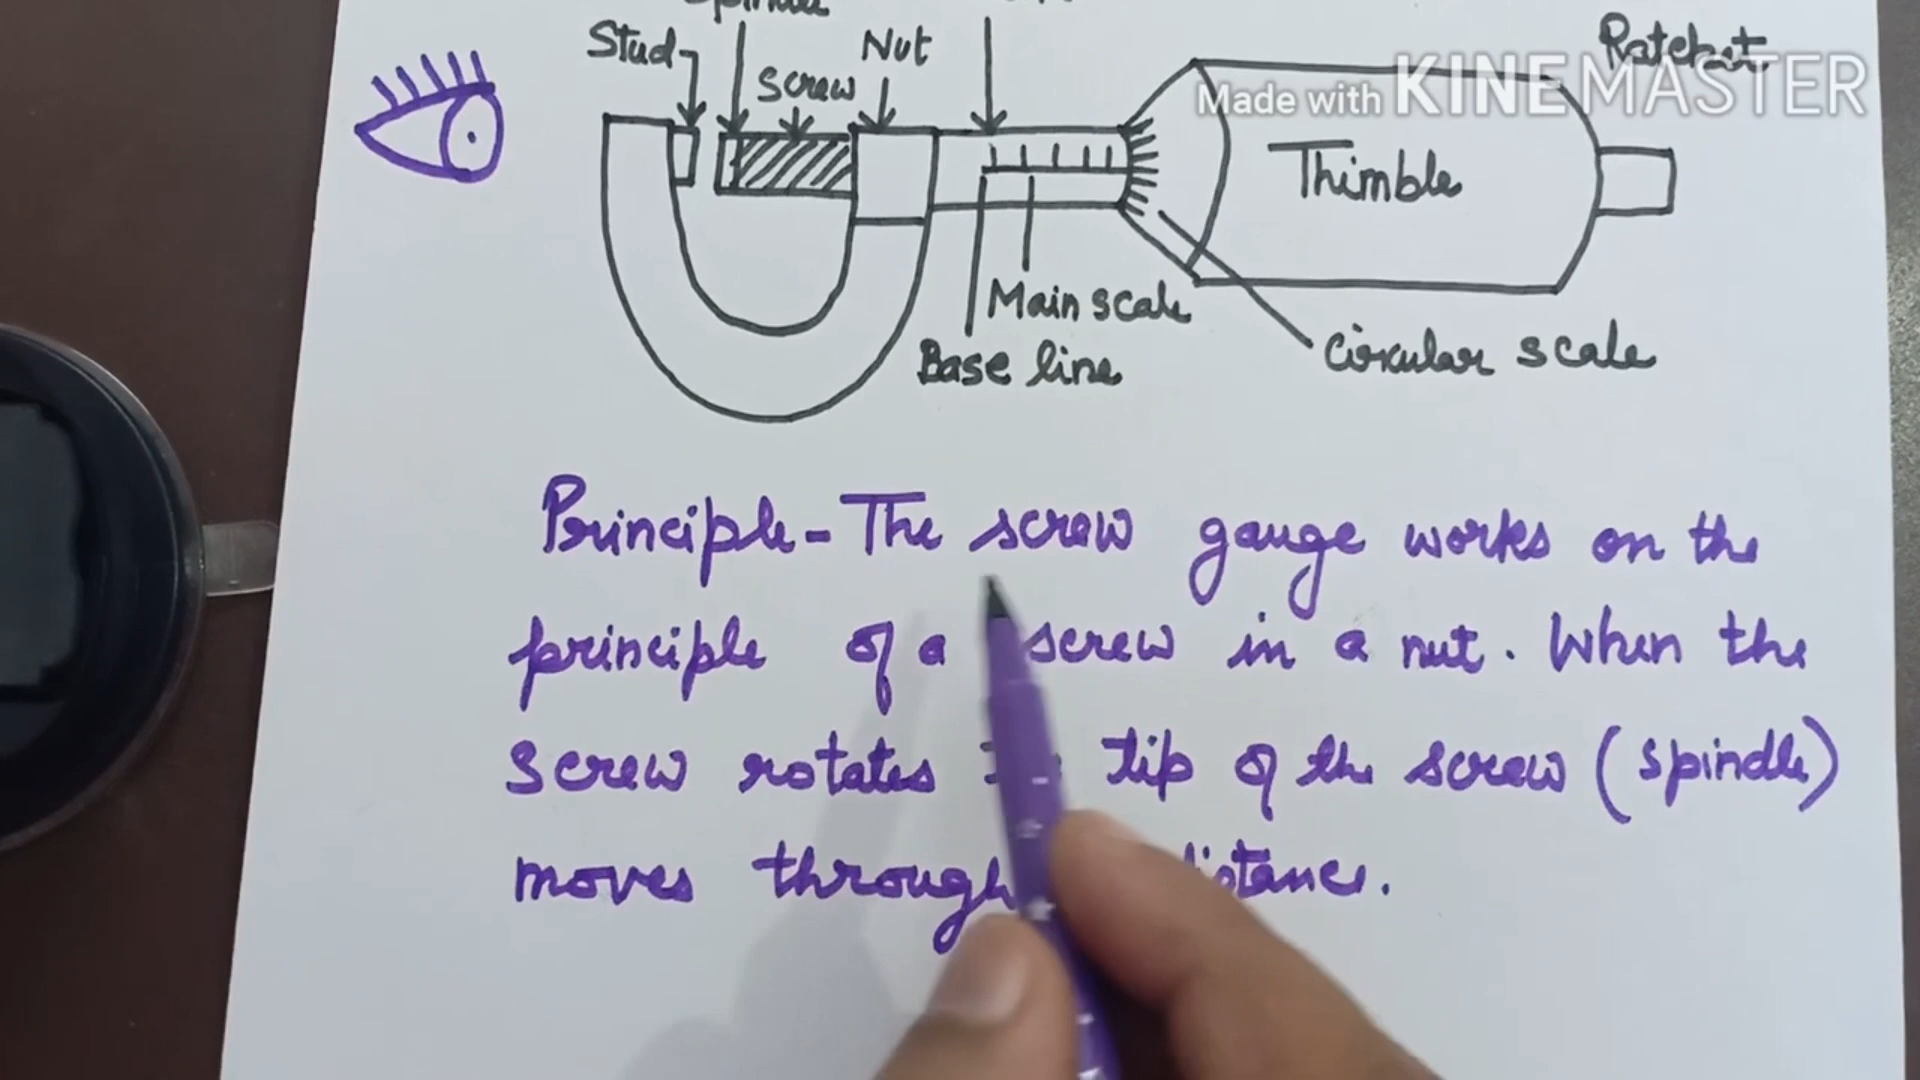 Stud
Screw
Nut
Ratchet
Made with KINEMASTER
Thimble
Main scale
Base line
Circular scale
Principle - The screw gauge works on the
principle of a screw in a nut. When the
screw rotates tip of the screw (spindle)
moves through distance.